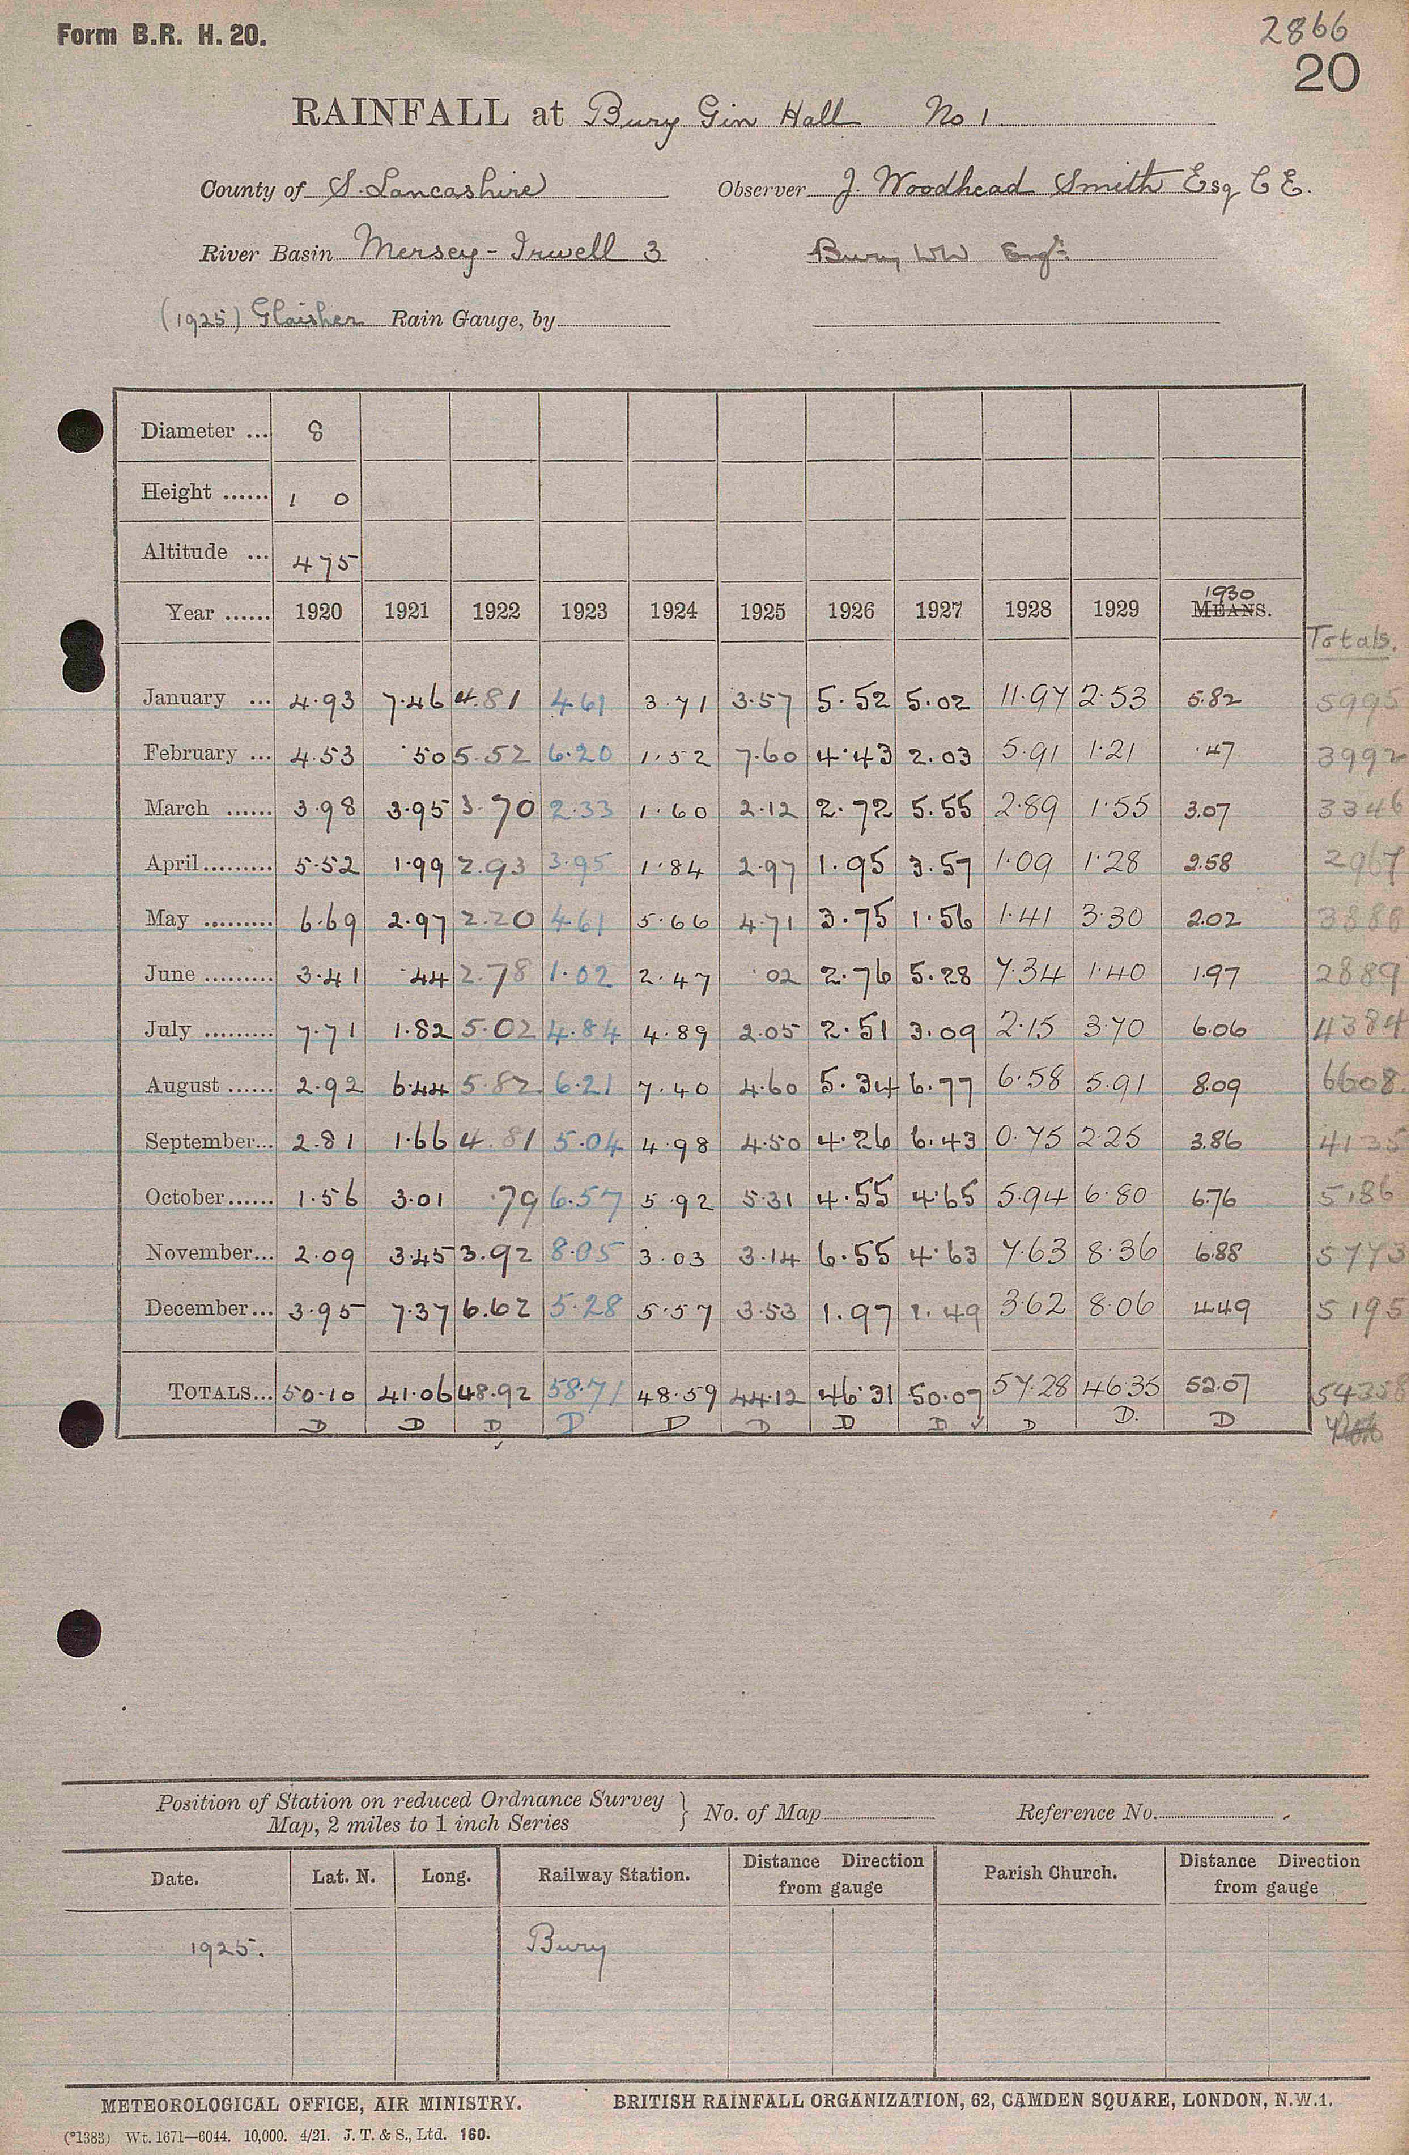 Form B.R. H. 20.
2866
20
RAINFALL at Bury Gin Hall No 1
County of S. Lancashire Observer J. Woodhead Smith Esq C E.
River Basin Mersey - Irwell 3 Bury WW Engr
(1925) Glaisher Rain Gauge, by
Diameter ... 8
Height ...... 1 0
Altitude ... 475
1930
Year ...... 1920 1921 1922 1923 1924 1925 1926 1927 1928 1929 MEANS.
Totals.
January ... 4.93 7.46 4.81 4.61 3.71 3.57 5.52 5.02 11.97 2.53 5.82 5995
February ... 4.53 .50 5.52 6.20 1.52 7.60 4.43 2.03 5.91 1.21 .47 3992
March ...... 3.98 3.95 3.70 2.33 1.60 2.12 2.72 5.55 2.89 1.55 3.07 3346
April ......... 5.52 1.99 2.93 3.95 1.84 2.97 1.95 3.57 1.09 1.28 2.58 2967
May ......... 6.69 2.97 2.20 4.61 5.66 4.71 3.75 1.56 1.41 3.30 2.02 3888
June ......... 3.41 .44 2.78 1.02 2.47 .02 2.76 5.28 7.34 1.40 1.97 2889
July ......... 7.71 1.82 5.02 4.84 4.89 2.05 2.51 3.09 2.15 3.70 6.06 4384
August ...... 2.92 6.44 5.82 6.21 7.40 4.60 5.34 6.77 6.58 5.91 8.09 6608
September... 2.81 1.66 4.81 5.04 4.98 4.50 4.26 6.43 0.75 2.25 3.86 4135
October...... 1.56 3.01 .79 6.57 5.92 5.31 4.55 4.65 5.94 6.80 6.76 5186
November... 2.09 3.45 3.92 8.05 3.03 3.14 6.55 4.63 7.63 8.36 6.88 5773
December... 3.95 7.37 6.62 5.28 5.57 3.53 1.97 1.49 3.62 8.06 4.49 5195
TOTALS... 50.10 41.06 48.92 58.71 48.59 44.12 46.31 50.07 57.28 46.35 52.07 54358
D D D D D D D D D D. D
Position of Station on reduced Ordnance Survey
Map, 2 miles to 1 inch Series } No. of Map Reference No.
Date. Lat. N. Long. Railway Station. Distance Direction from gauge Parish Church. Distance Direction from gauge
1925. Bury
METEOROLOGICAL OFFICE, AIR MINISTRY. BRITISH RAINFALL ORGANIZATION, 62, CAMDEN SQUARE, LONDON, N.W.1.
(*1383) Wt. 1671—6044. 10,000. 4/21. J. T. & S., Ltd. 160.